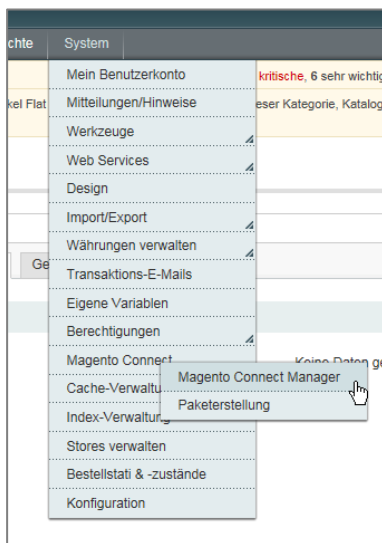 chte System
Mein Benutzerkonto
kritische, 6 sehr wichtig
Mitteilungen/Hinweise
kel Flat
eser Kategorie, Katalog
Werkzeuge
Web Services
Design
Import/Export
Währungen verwalten
Ge
Transaktions-E-Mails
Eigene Variablen
Berechtigungen
Magento Connect
Keine Daten ge
Magento Connect Manager
Cache-Verwaltu
Paketerstellung
Index-Verwaltung
Stores verwalten
Bestellstati & -zustände
Konfiguration